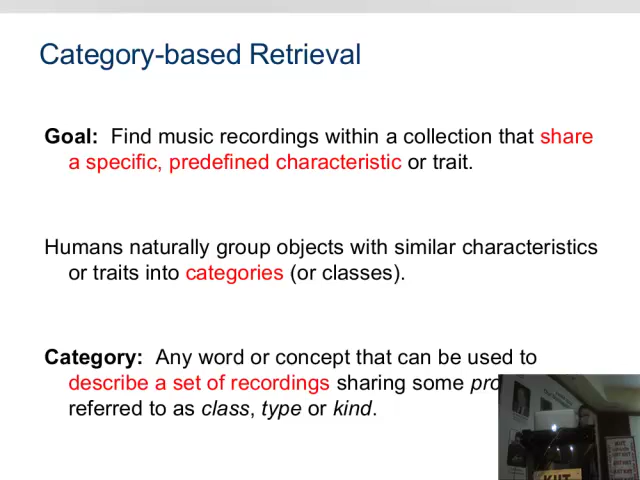 Category-based Retrieval
Goal: Find music recordings within a collection that share
a specific, predefined characteristic or trait.
Humans naturally group objects with similar characteristics
or traits into categories (or classes).
Category: Any word or concept that can be used to
describe a set of recordings sharing some
referred to as class, type or kind.